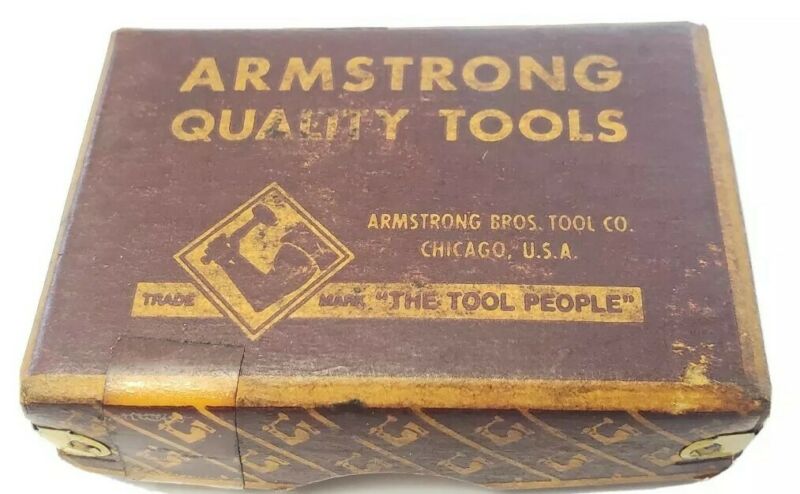 ARMSTRONG
QUALITY TOOLS
ARMSTRONG BROS. TOOL CO.
CHICAGO, U.S.A.
TRADE MARK "THE TOOL PEOPLE"